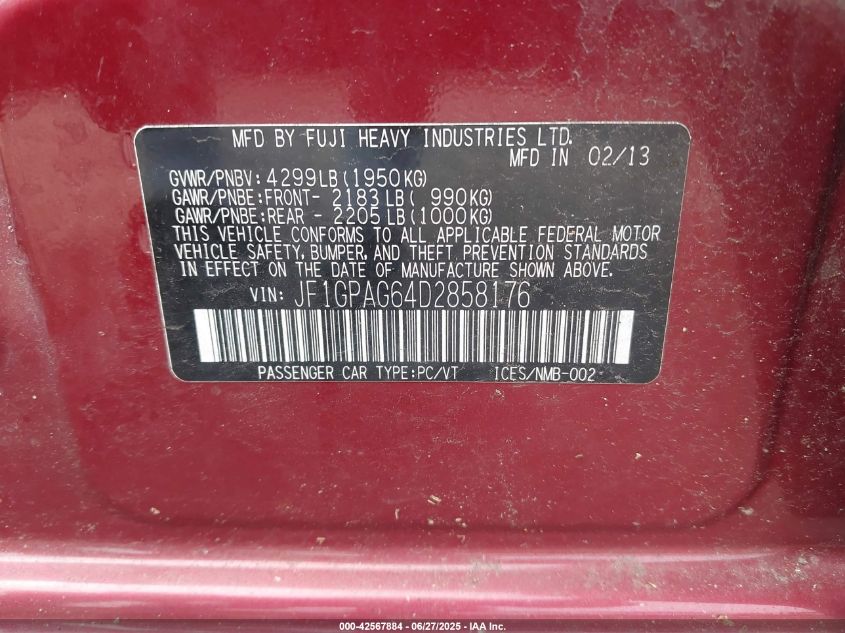 MFD BY FUJI HEAVY INDUSTRIES LTD.
MFD IN 02/13
GVWR/PNBV: 4299LB(1950KG)
GAWR/PNBE:FRONT- 2183LB( 990KG)
GAWR/PNBE:REAR - 2205LB(1000KG)
THIS VEHICLE CONFORMS TO ALL APPLICABLE FEDERAL MOTOR
VEHICLE SAFETY, BUMPER, AND THEFT PREVENTION STANDARDS
IN EFFECT ON THE DATE OF MANUFACTURE SHOWN ABOVE.
VIN: JF1GPAG64D2858176
PASSENGER CAR TYPE:PC/VT ICES/NMB-002
000-42567884 | 06/27/2025 | IAA Inc.